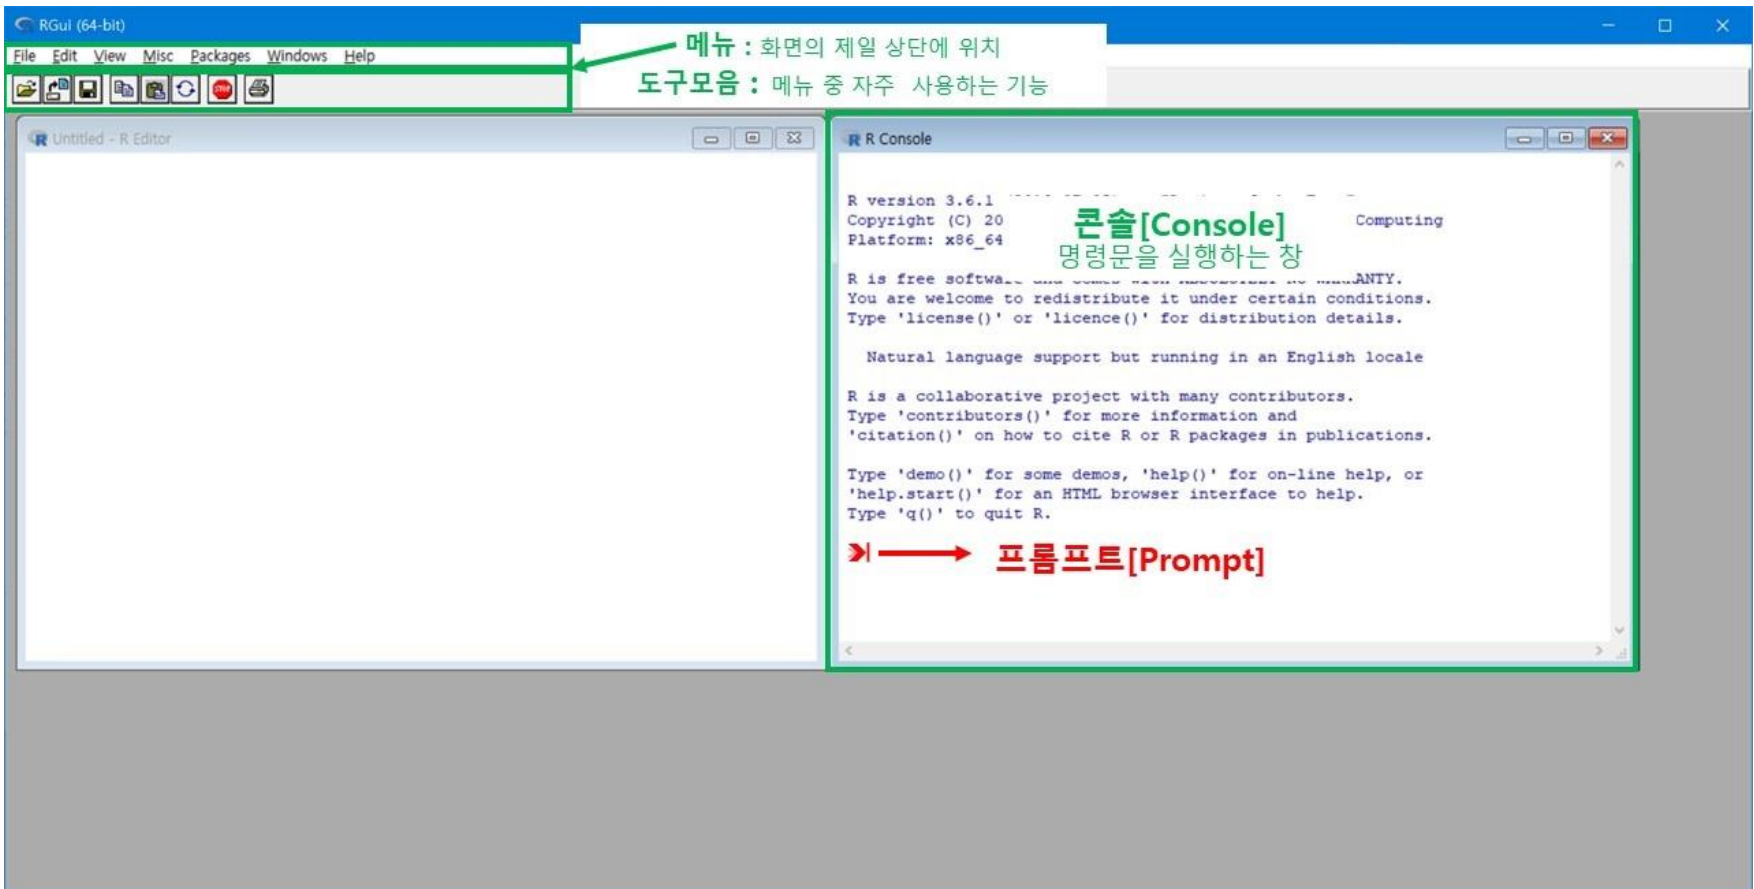 RGui (64-bit)
File Edit View Misc Packages Windows Help
메뉴 : 화면의 제일 상단에 위치
도구모음 : 메뉴 중 자주 사용하는 기능
STOP
Untitled - R Editor
R Console
R version 3.6.1
Copyright (C) 20 Computing
Platform: x86_64
콘솔[Console]
명령문을 실행하는 창
R is free softwa ANTY.
You are welcome to redistribute it under certain conditions.
Type 'license()' or 'licence()' for distribution details.
Natural language support but running in an English locale
R is a collaborative project with many contributors.
Type 'contributors()' for more information and
'citation()' on how to cite R or R packages in publications.
Type 'demo()' for some demos, 'help()' for on-line help, or
'help.start()' for an HTML browser interface to help.
Type 'q()' to quit R.
> 프롬프트[Prompt]